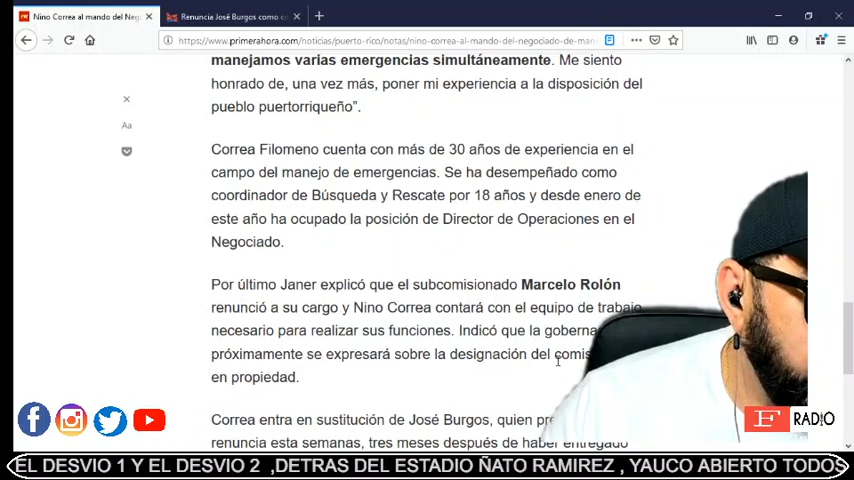 Nino Correa al mando del Nego
Renuncia José Burgos como co
https://www.primerahora.com/noticias/puerto-rico/notas/nino-correa-al-mando-del-negociado-de-man
manejamos varias emergencias simultáneamente. Me siento
honrado de, una vez más, poner mi experiencia a la disposición del
pueblo puertorriqueño”.
Aa
Correa Filomeno cuenta con más de 30 años de experiencia en el
campo del manejo de emergencias. Se ha desempeñado como
coordinador de Búsqueda y Rescate por 18 años y desde enero de
este año ha ocupado la posición de Director de Operaciones en el
Negociado.
Por último Janer explicó que el subcomisionado Marcelo Rolón
renunció a su cargo y Nino Correa contará con el equipo de trabajo
necesario para realizar sus funciones. Indicó que la goberna
próximamente se expresará sobre la designación del comis
en propiedad.
Correa entra en sustitución de José Burgos, quien pre
renuncia esta semanas, tres meses después de haber entregado
F RADIO
EL DESVIO 1 Y EL DESVIO 2 ,DETRAS DEL ESTADIO ÑATO RAMIREZ , YAUCO ABIERTO TODOS